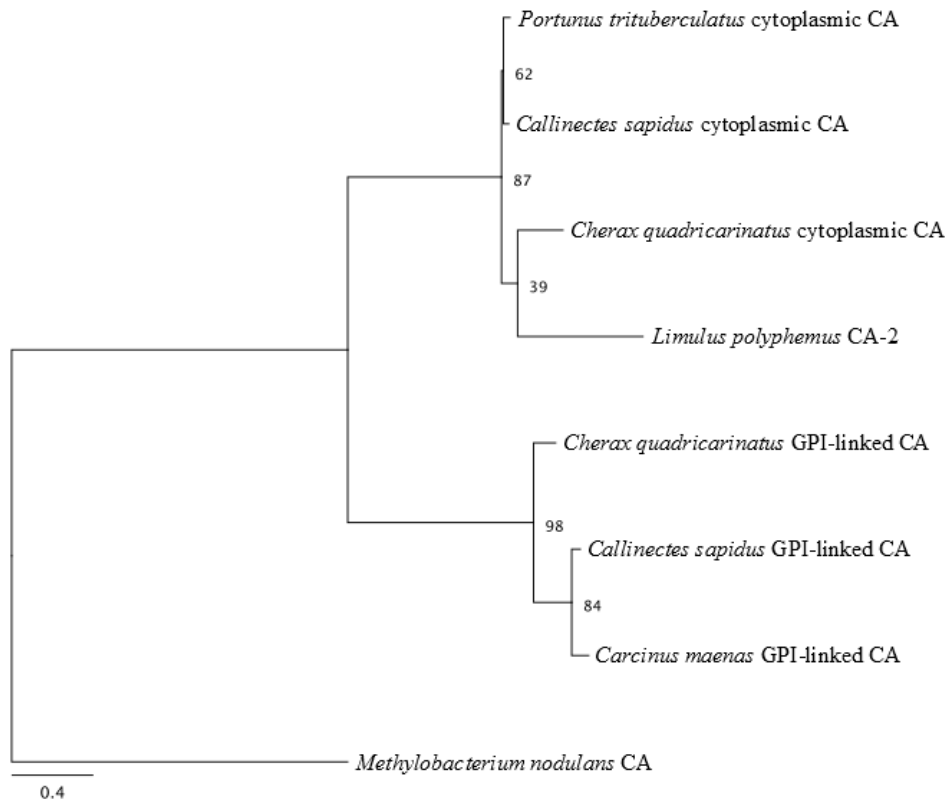 Portunus trituberculatus cytoplasmic CA
62
Callinectes sapidus cytoplasmic CA
87
Cherax quadricarinatus cytoplasmic CA
39
Limulus polyphemus CA-2
Cherax quadricarinatus GPI-linked CA
98
Callinectes sapidus GPI-linked CA
84
Carcinus maenas GPI-linked CA
Methylobacterium nodulans CA
0.4